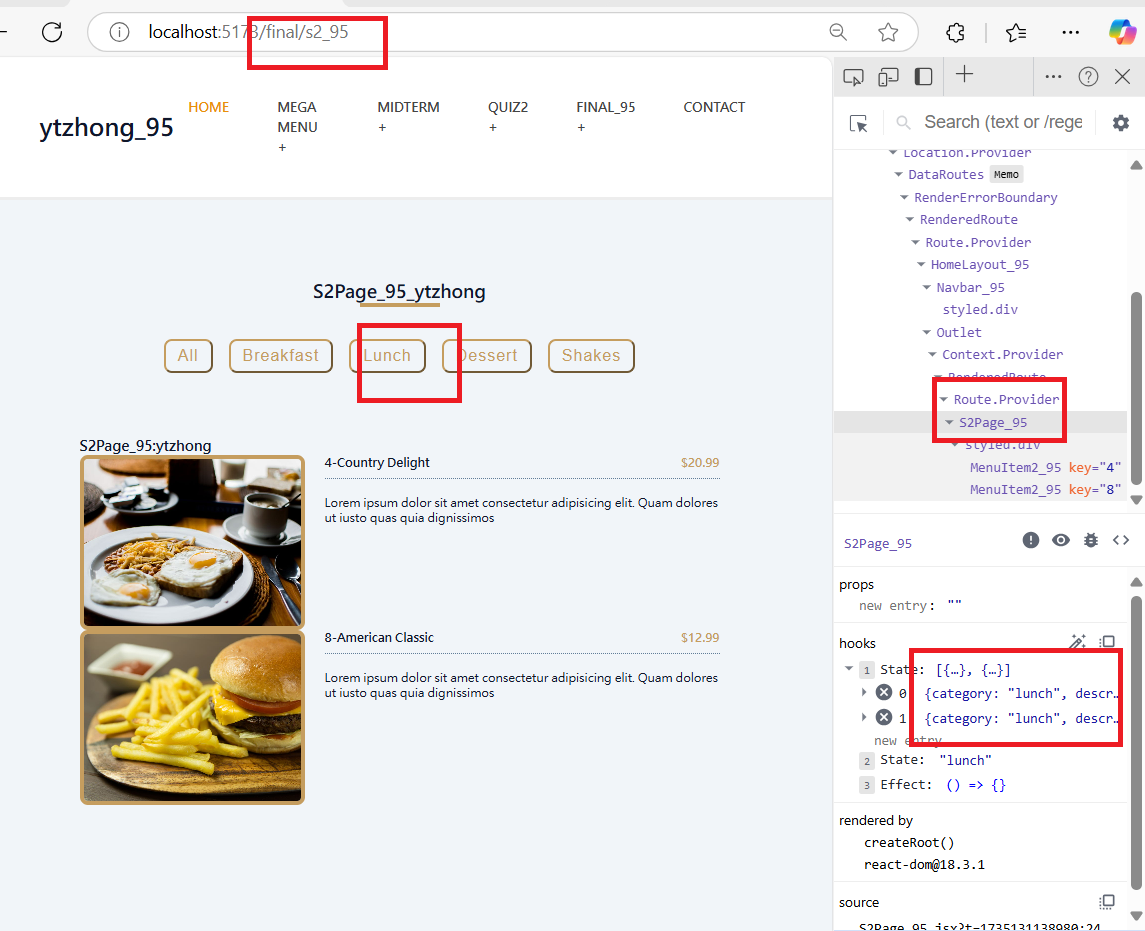 localhost:5173/final/s2_95
ytzhong_95
HOME
MEGA MENU
+
MIDTERM
+
QUIZ2
+
FINAL_95
+
CONTACT
S2Page_95_ytzhong
All
Breakfast
Lunch
Dessert
Shakes
S2Page_95:ytzhong
4-Country Delight $20.99
Lorem ipsum dolor sit amet consectetur adipisicing elit. Quam dolores
ut iusto quas quia dignissimos
8-American Classic $12.99
Lorem ipsum dolor sit amet consectetur adipisicing elit. Quam dolores
ut iusto quas quia dignissimos
Search (text or /rege
Location.Provider
DataRoutes Memo
RenderErrorBoundary
RenderedRoute
Route.Provider
HomeLayout_95
Navbar_95
styled.div
Outlet
Context.Provider
RenderedRoute
Route.Provider
S2Page_95
styled.div
MenuItem2_95 key="4"
MenuItem2_95 key="8"
S2Page_95
props
new entry: ""
hooks
1 State: [{…}, {…}]
0 {category: "lunch", descr…
1 {category: "lunch", descr…
new entry
2 State: "lunch"
3 Effect: () => {}
rendered by
createRoot()
react-dom@18.3.1
source
S2Page_95.jsx?t=1735131138980:24